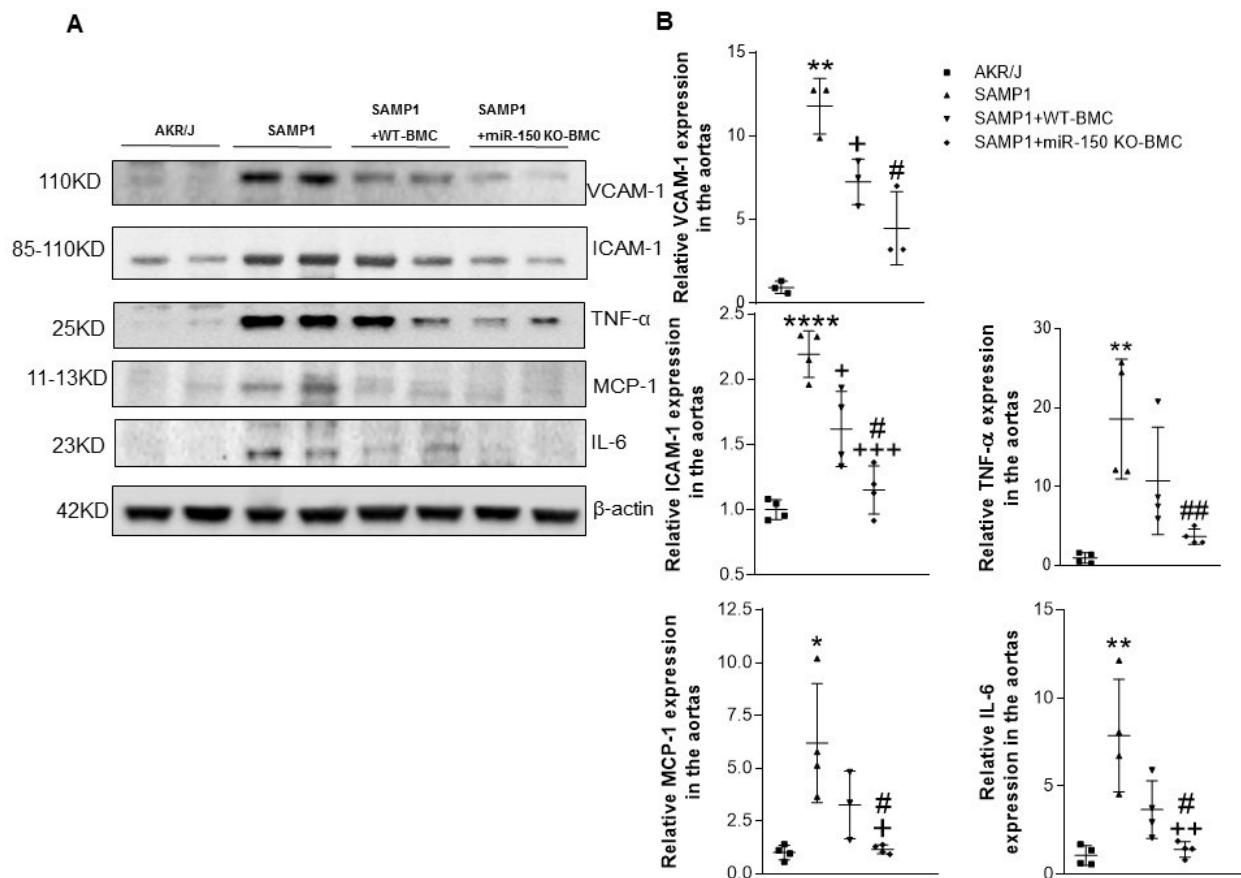 A
AKR/J
SAMP1
SAMP1
+WT-BMC
SAMP1
+miR-150 KO-BMC
110KD
VCAM-1
85-110KD
ICAM-1
25KD
TNF-α
11-13KD
MCP-1
23KD
IL-6
42KD
β-actin
B
AKR/J
SAMP1
SAMP1+WT-BMC
SAMP1+miR-150 KO-BMC
Relative VCAM-1 expression
in the aortas
15
10
5
0
**
+
#
Relative ICAM-1 expression
in the aortas
2.5
2.0
1.5
1.0
0.5
****
+
#
+++
Relative TNF-α expression
in the aortas
30
20
10
0
**
##
Relative MCP-1 expression
in the aortas
12.5
10.0
7.5
5.0
2.5
0.0
*
#
+
Relative IL-6
expression in the aortas
15
10
5
0
**
#
++